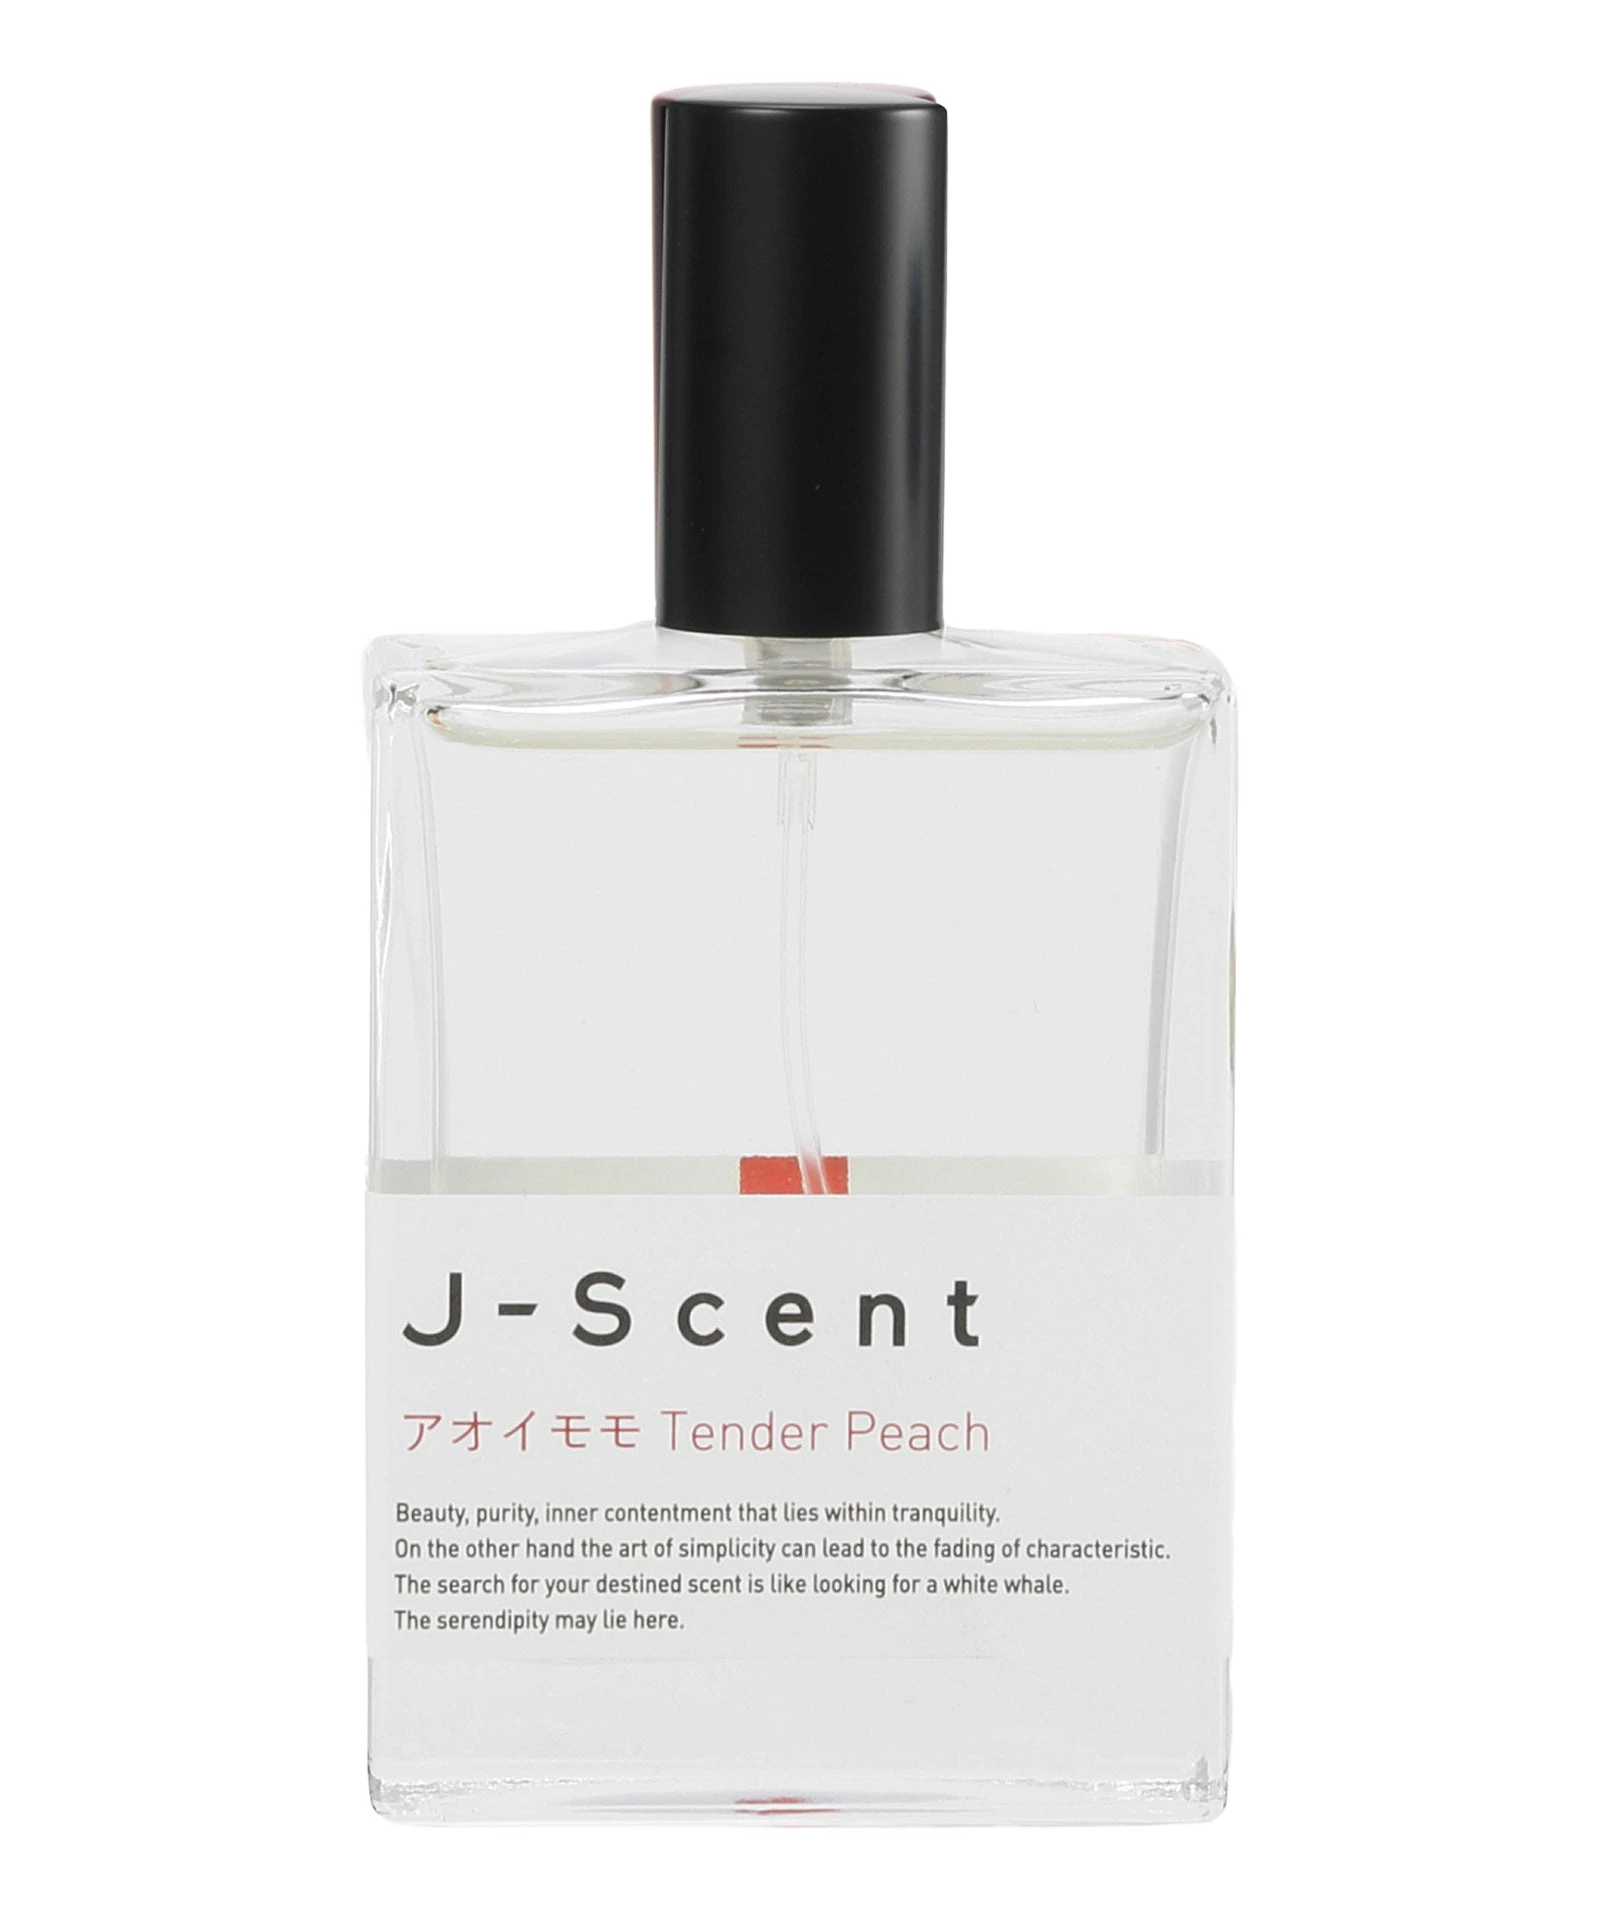 J-Scent
アオイモモ Tender Peach
Beauty, purity, inner contentment that lies within tranquility.
On the other hand the art of simplicity can lead to the fading of characteristic.
The search for your destined scent is like looking for a white whale.
The serendipity may lie here.